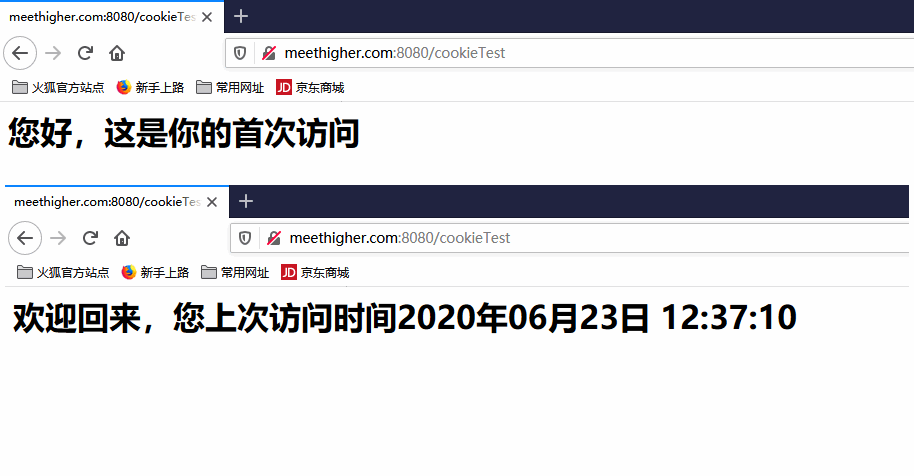 meethigher.com:8080/cookieTes
meethigher.com:8080/cookieTest
火狐官方站点 新手上路 常用网址 JD 京东商城
您好，这是你的首次访问
meethigher.com:8080/cookieTes
meethigher.com:8080/cookieTest
火狐官方站点 新手上路 常用网址 JD 京东商城
欢迎回来，您上次访问时间2020年06月23日 12:37:10